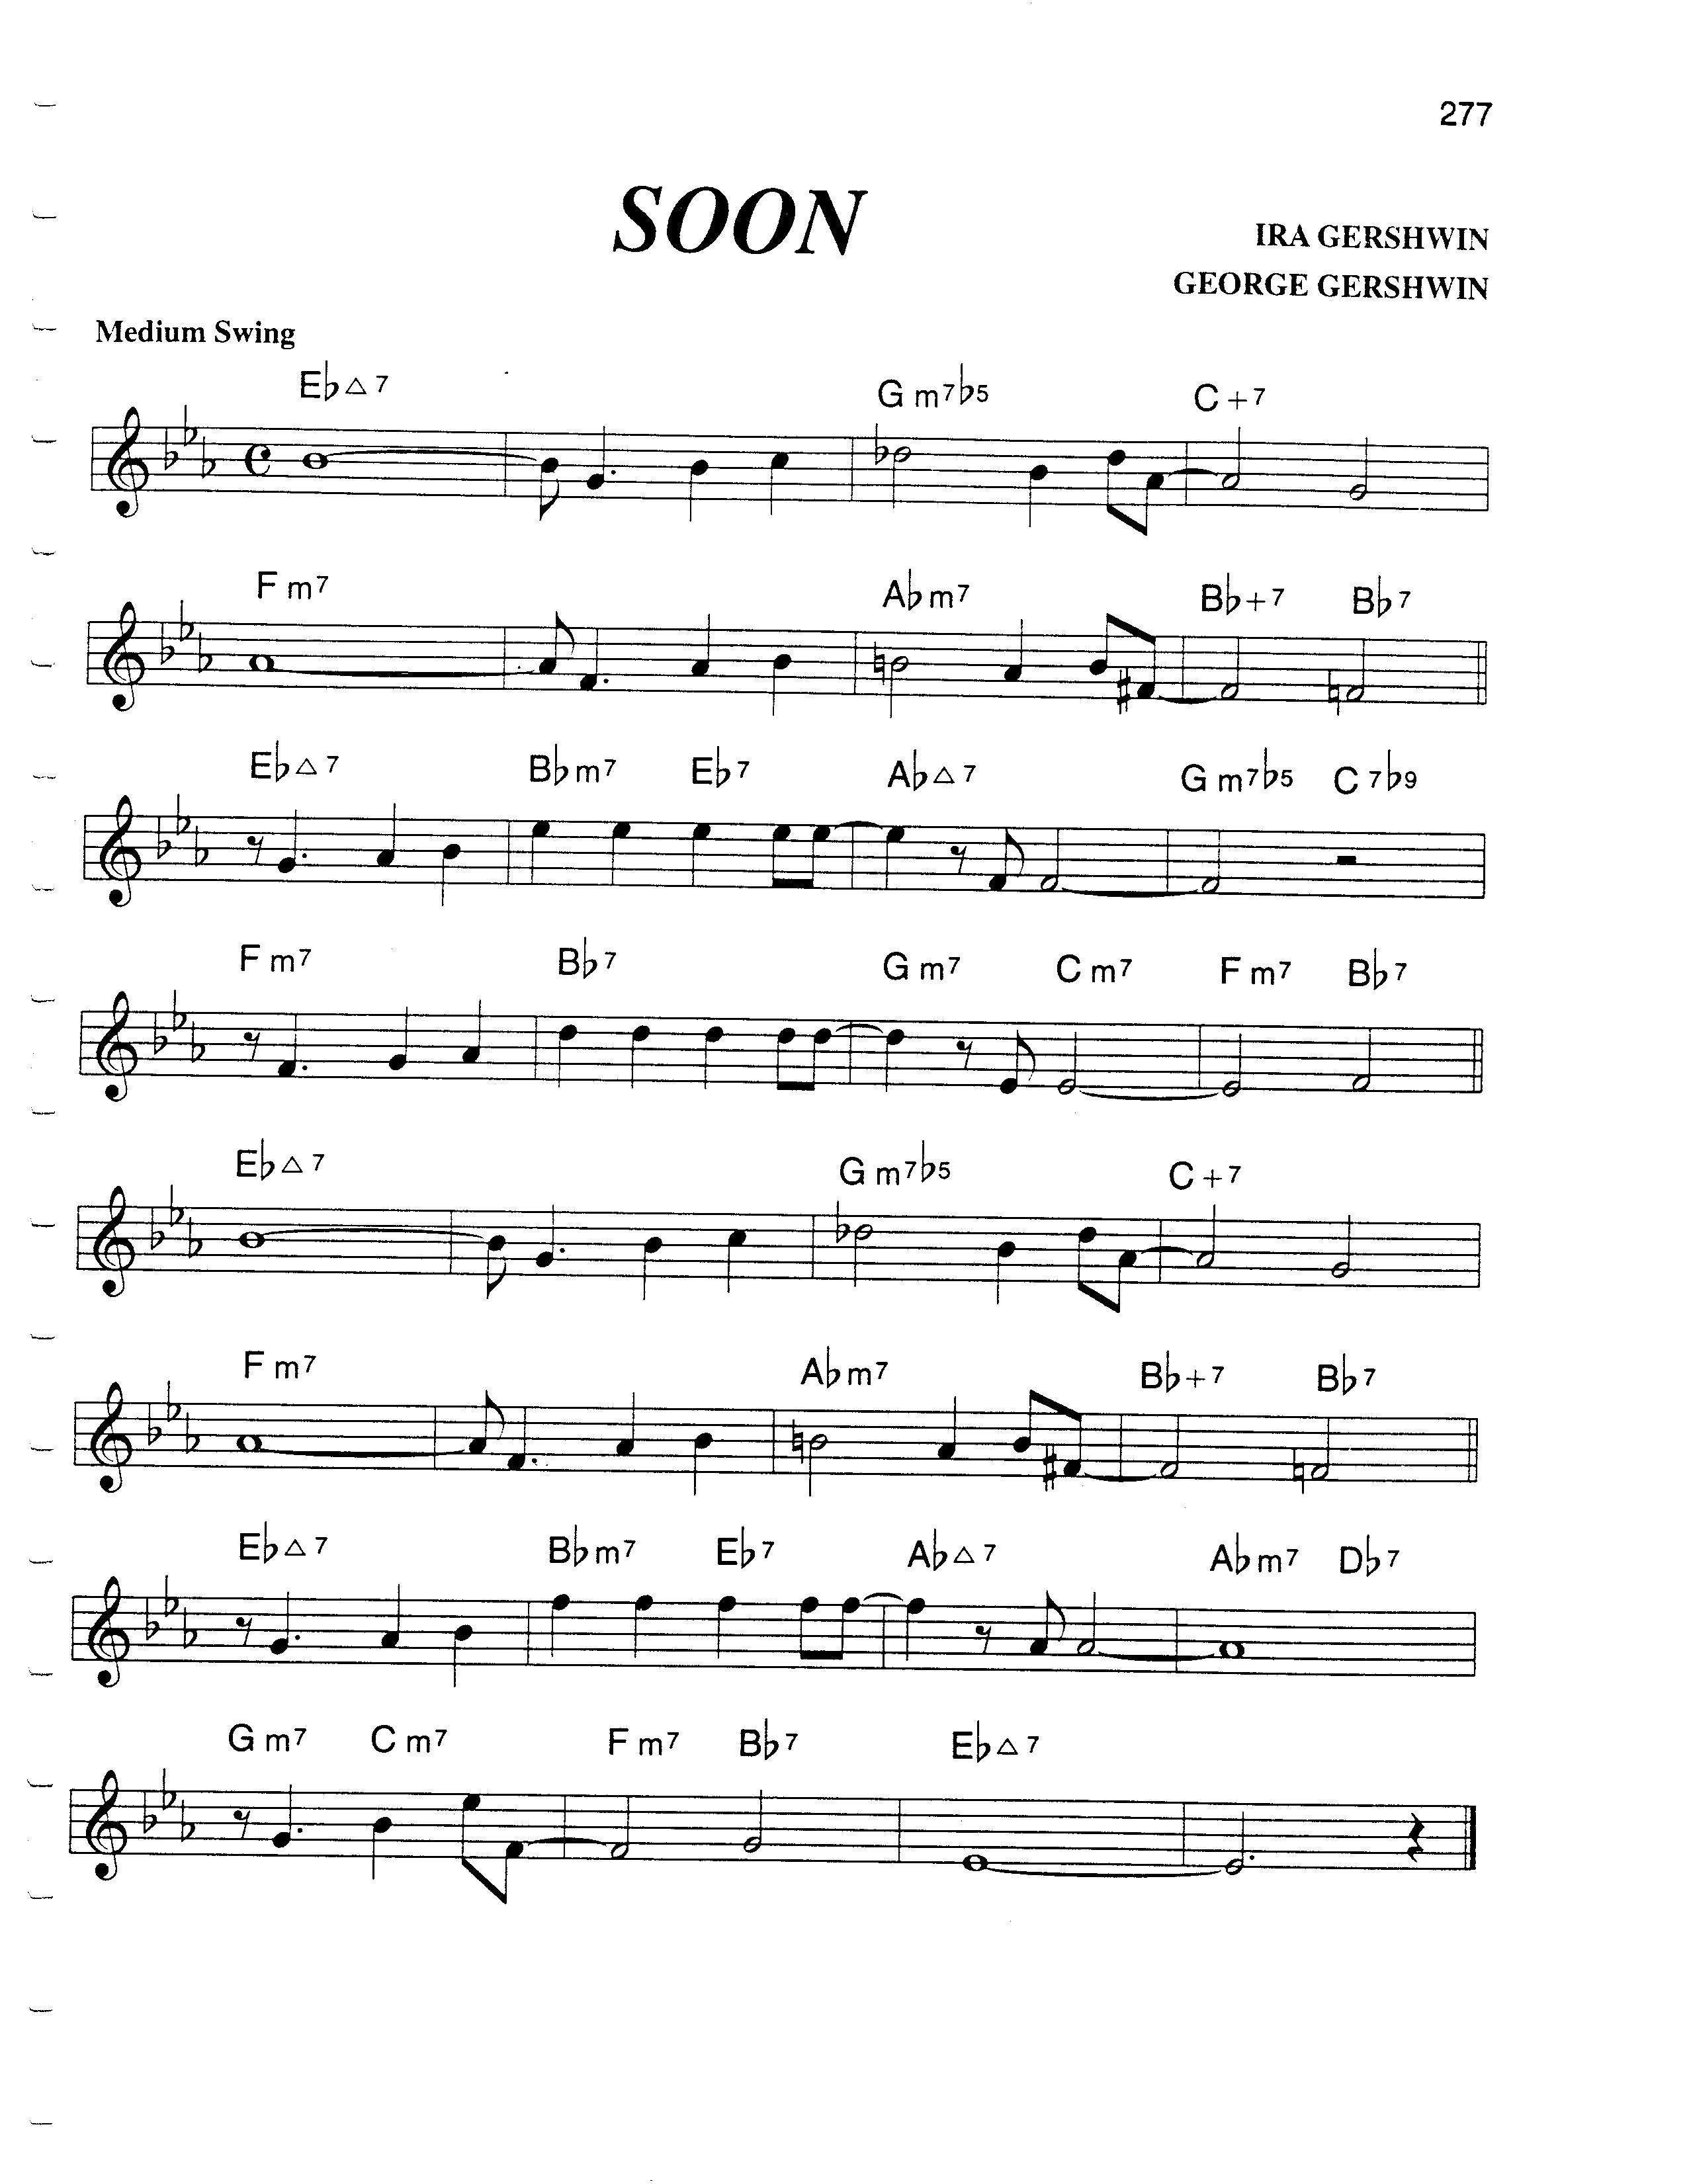 277
SOON
IRA GERSHWIN
GEORGE GERSHWIN
Medium Swing
E♭△7 G m7♭5 C+7
F m7 A♭m7 B♭+7 B♭7
E♭△7 B♭m7 E♭7 A♭△7 G m7♭5 C7♭9
F m7 B♭7 G m7 C m7 F m7 B♭7
E♭△7 G m7♭5 C+7
F m7 A♭m7 B♭+7 B♭7
E♭△7 B♭m7 E♭7 A♭△7 A♭m7 D♭7
G m7 C m7 F m7 B♭7 E♭△7